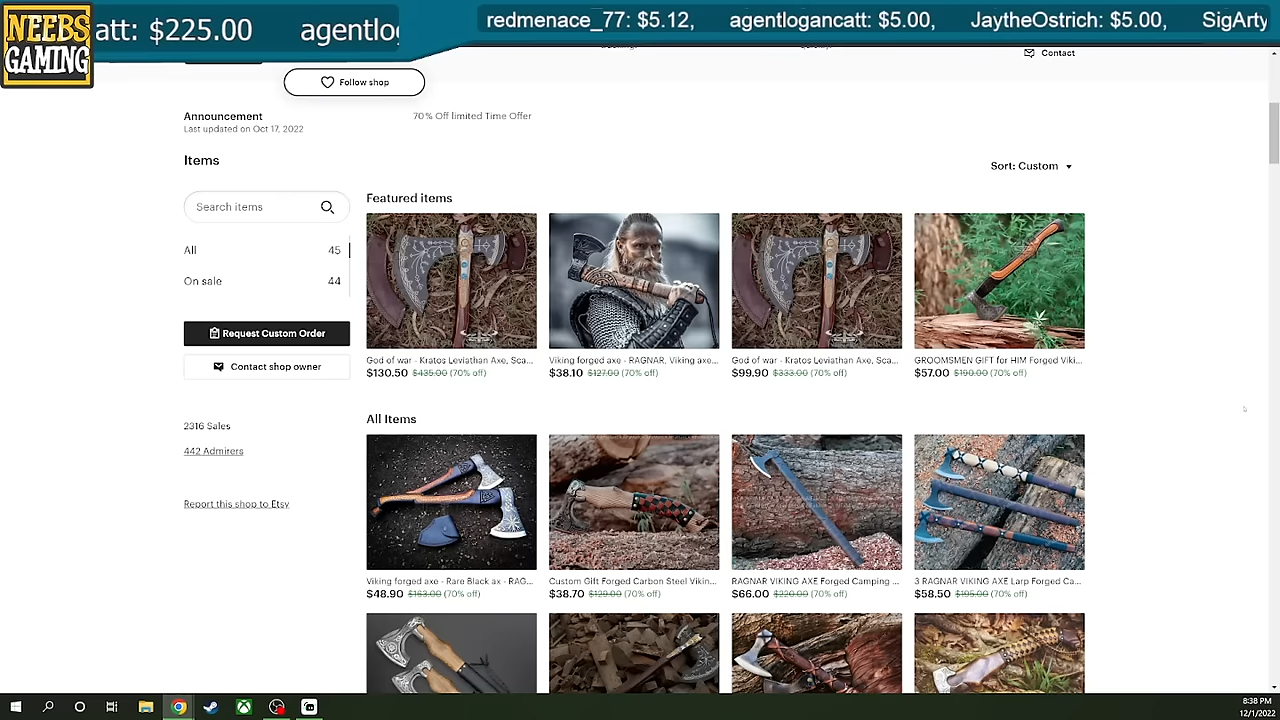 NEEBS
GAMING
att: $225.00 agentlo
redmenace_77: $5.12, agentlogancatt: $5.00, JaytheOstrich: $5.00, SigArty
Contact
Follow shop
Announcement
Last updated on Oct 17, 2022
70% Off limited Time Offer
Items
Sort: Custom
Search items
All 45
On sale 44
Request Custom Order
Contact shop owner
2316 Sales
442 Admirers
Report this shop to Etsy
Featured items
God of war - Kratos Leviathan Axe, Sca...
$130.50 $435.00 (70% off)
Viking forged axe - RAGNAR, Viking axe...
$38.10 $127.00 (70% off)
God of war - Kratos Leviathan Axe, Sca...
$99.90 $333.00 (70% off)
GROOMSMEN GIFT for HIM Forged Viki...
$57.00 $190.00 (70% off)
All Items
Viking forged axe - Rare Black ax - RAG...
$48.90 $163.00 (70% off)
Custom Gift Forged Carbon Steel Vikin...
$38.70 $129.00 (70% off)
RAGNAR VIKING AXE Forged Camping ...
$66.00 $220.00 (70% off)
3 RAGNAR VIKING AXE Larp Forged Ca...
$58.50 $195.00 (70% off)
8:38 PM
12/1/2022